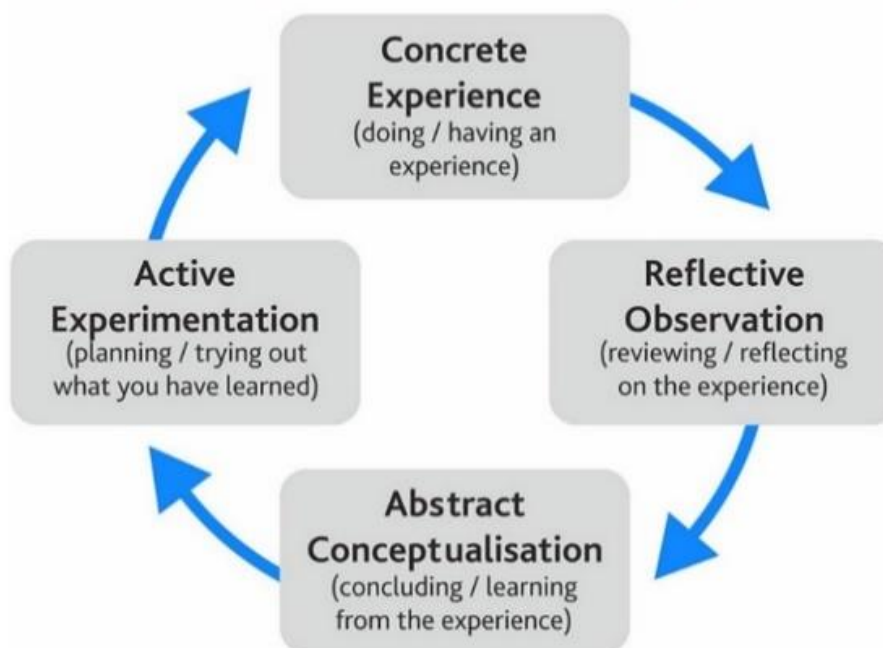 Concrete
Experience
(doing / having an
experience)
Reflective
Observation
(reviewing / reflecting
on the experience)
Abstract
Conceptualisation
(concluding / learning
from the experience)
Active
Experimentation
(planning / trying out
what you have learned)